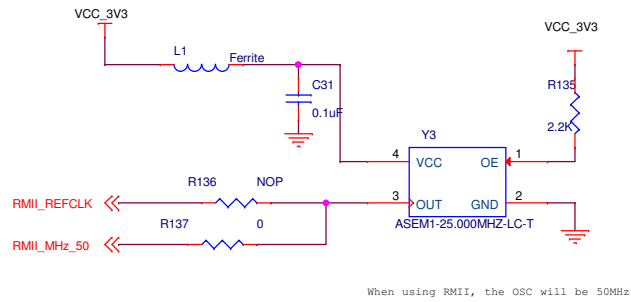 VCC_3V3
VCC_3V3
L1
Ferrite
C31
0.1uF
R135
2.2K
Y3
4
VCC
OE
1
R136
NOP
RMII_REFCLK
3
OUT
GND
2
R137
0
ASEM1-25.000MHZ-LC-T
RMII_MHz_50
When using RMII, the OSC will be 50MHz